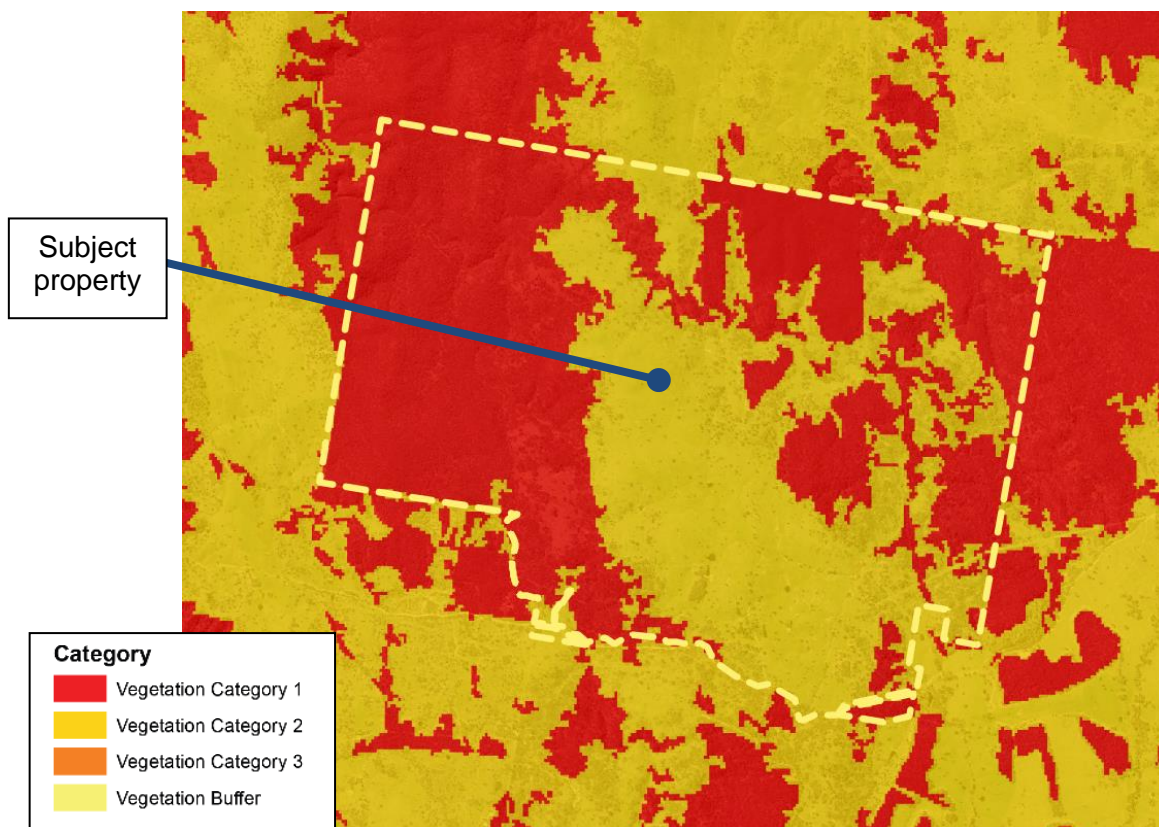 Subject
property
Category
Vegetation Category 1
Vegetation Category 2
Vegetation Category 3
Vegetation Buffer